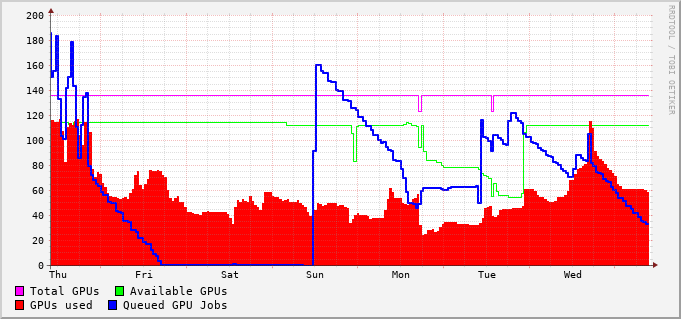 200
180
160
140
120
100
80
60
40
20
0
Thu Fri Sat Sun Mon Tue Wed
Total GPUs Available GPUs
GPUs used Queued GPU Jobs
RRDTOOL / TOBI OETIKER